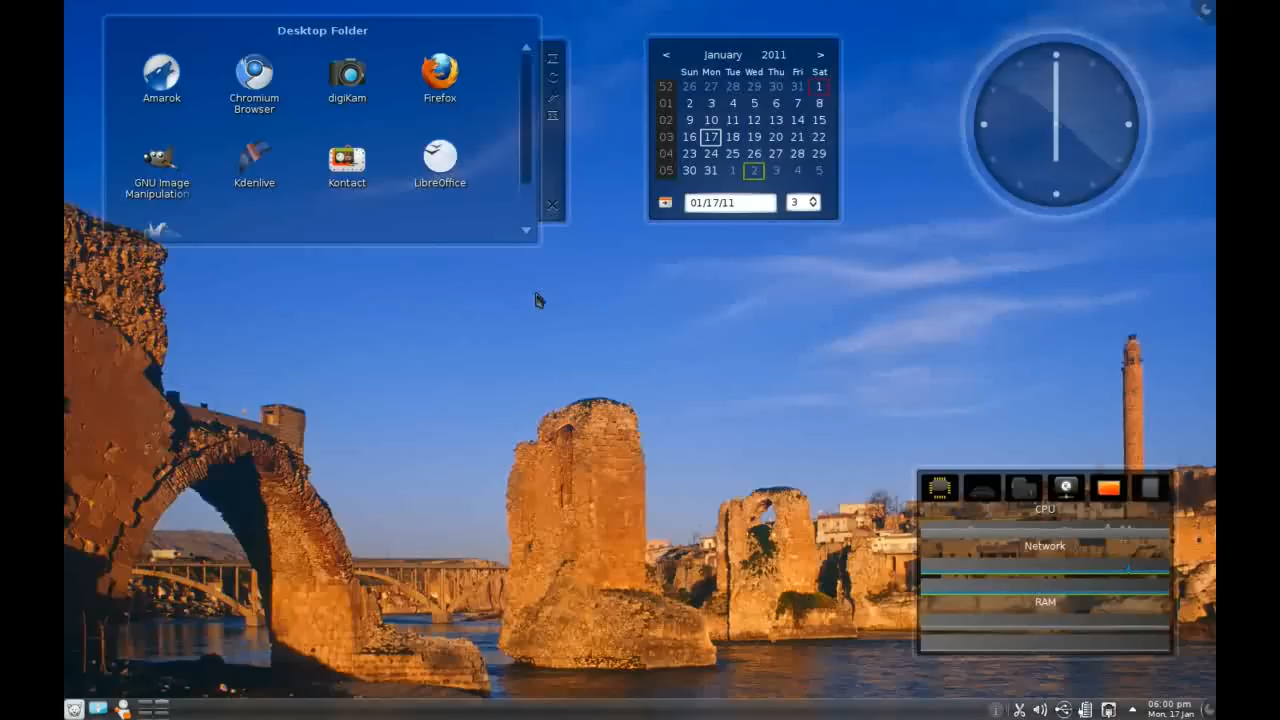 Desktop Folder
Amarok
Chromium
Browser
digiKam
Firefox
GNU Image
Manipulation
Kdenlive
Kontact
LibreOffice
< January 2011 >
Sun Mon Tue Wed Thu Fri Sat
52 26 27 28 29 30 31 1
01 2 3 4 5 6 7 8
02 9 10 11 12 13 14 15
03 16 17 18 19 20 21 22
04 23 24 25 26 27 28 29
05 30 31 1 2 3 4 5
01/17/11 3
CPU
Network
RAM
06:00 pm
Mon, 17 Jan